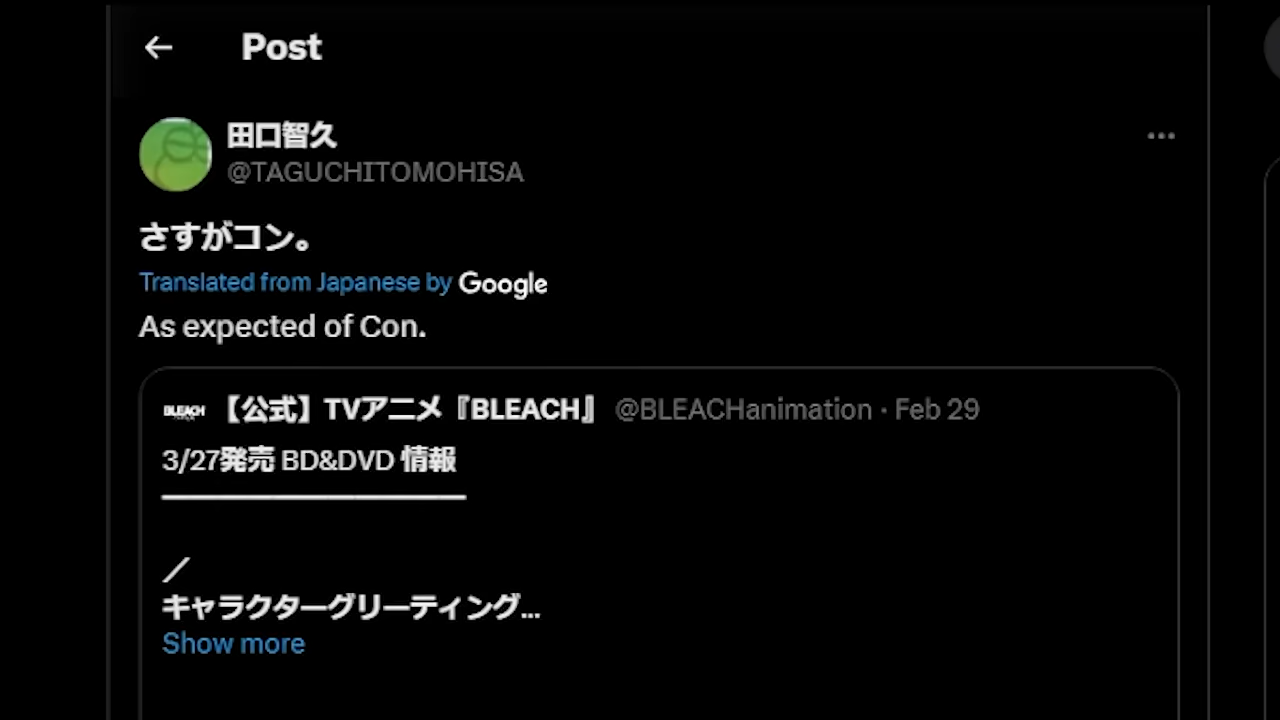 Post
田口智久
@TAGUCHITOMOHISA
さすがコン。
Translated from Japanese by Google
As expected of Con.
BLEACH 【公式】TVアニメ『BLEACH』 @BLEACHanimation · Feb 29
3/27発売 BD&DVD 情報
━━━━━━━━━━━
／
キャラクターグリーティング...
Show more